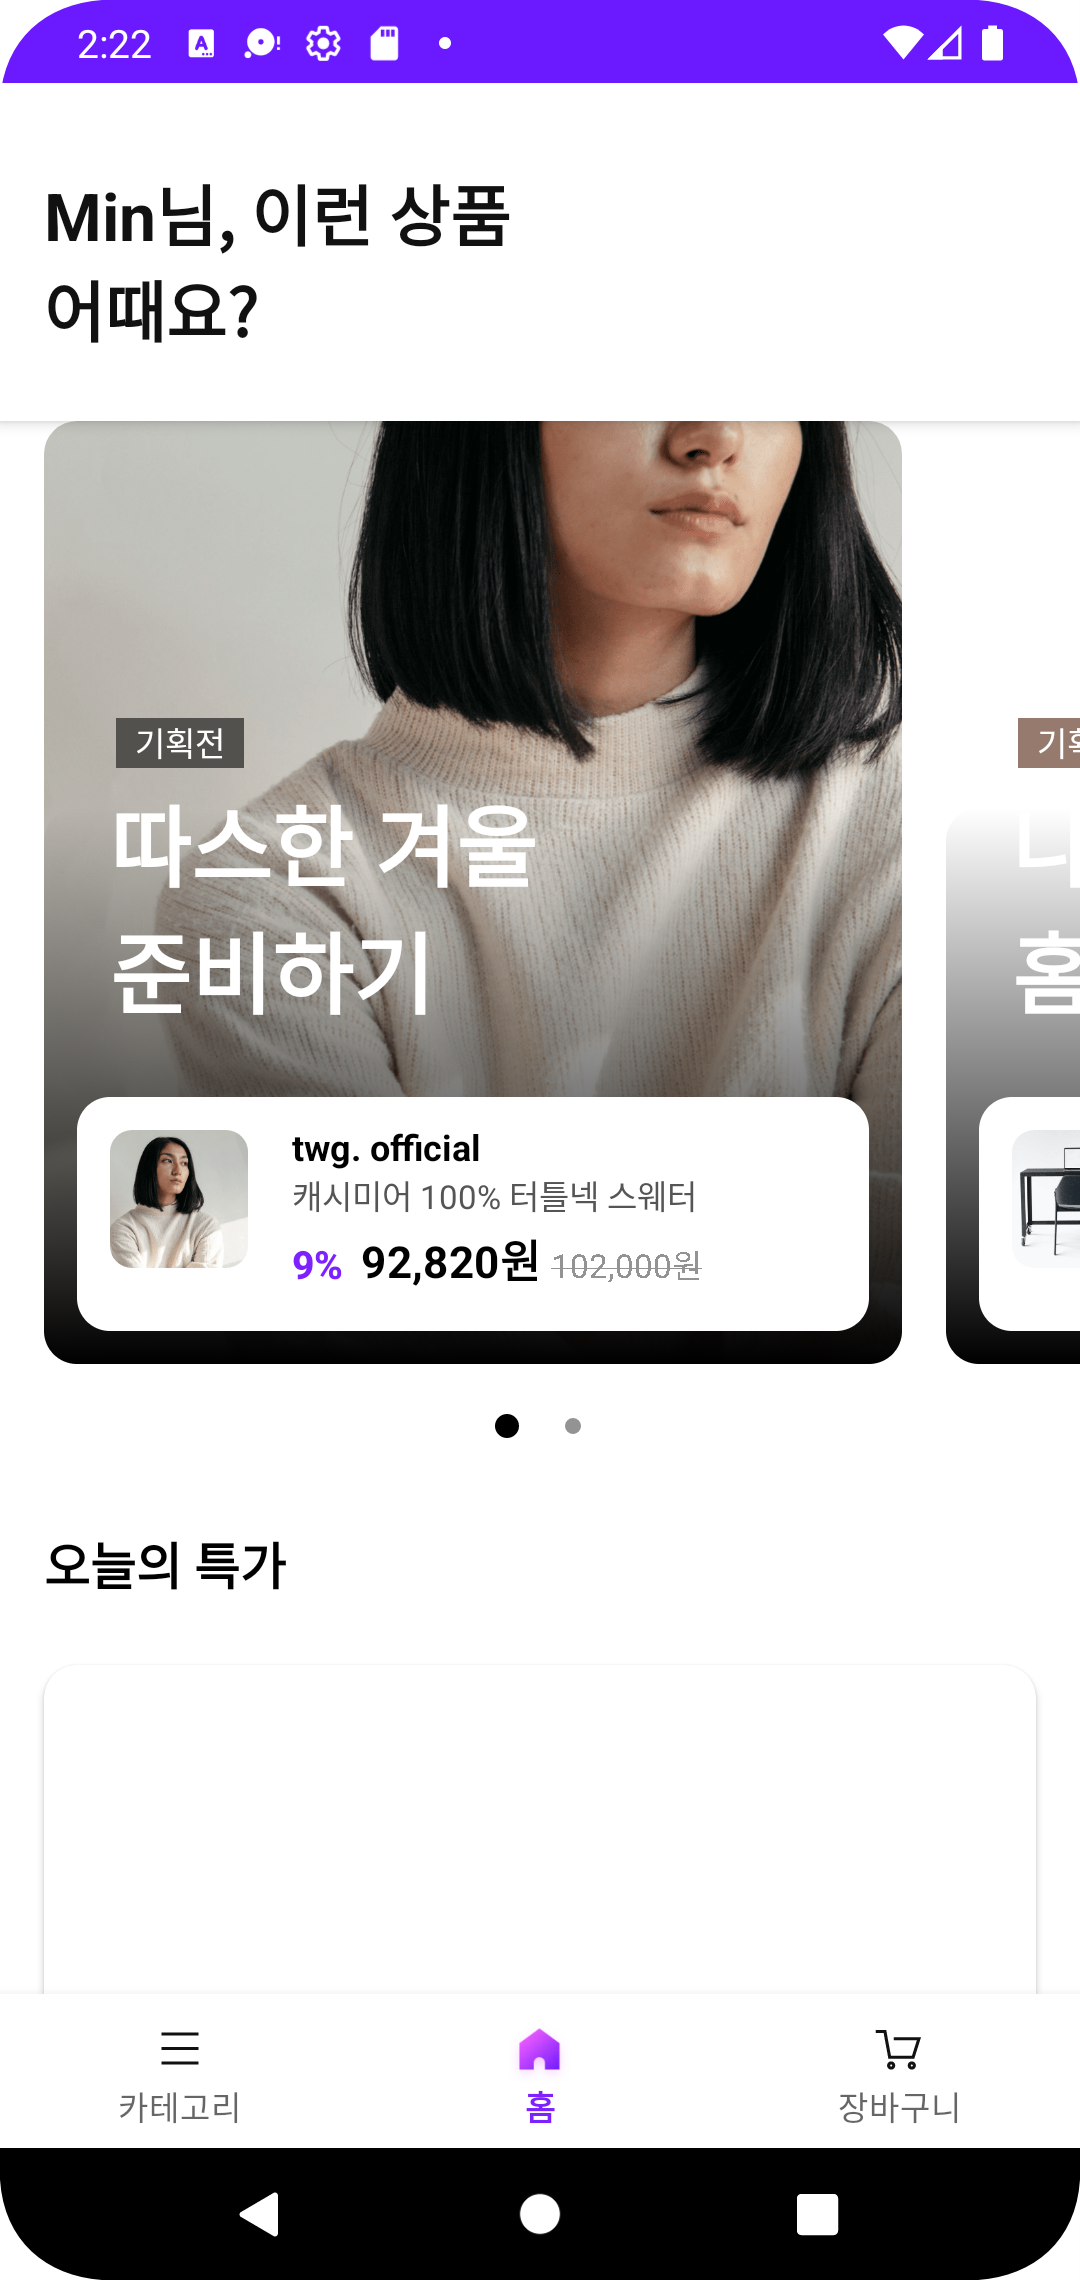 2:22
Min님, 이런 상품
어때요?
기획전
따스한 겨울
준비하기
twg. official
캐시미어 100% 터틀넥 스웨터
9% 92,820원 102,000원
홈
오늘의 특가
카테고리
홈
장바구니